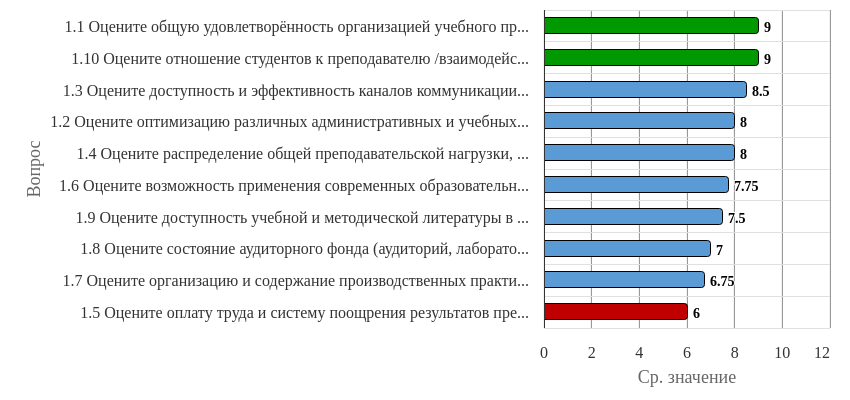 1.1 Оцените общую удовлетворённость организацией учебного пр... 9
1.10 Оцените отношение студентов к преподавателю /взаимодейс... 9
1.3 Оцените доступность и эффективность каналов коммуникации... 8.5
1.2 Оцените оптимизацию различных административных и учебных... 8
1.4 Оцените распределение общей преподавательской нагрузки, ... 8
1.6 Оцените возможность применения современных образовательн... 7.75
1.9 Оцените доступность учебной и методической литературы в ... 7.5
1.8 Оцените состояние аудиторного фонда (аудиторий, лаборато... 7
1.7 Оцените организацию и содержание производственных практи... 6.75
1.5 Оцените оплату труда и систему поощрения результатов пре... 6
Вопрос
0 2 4 6 8 10 12
Ср. значение